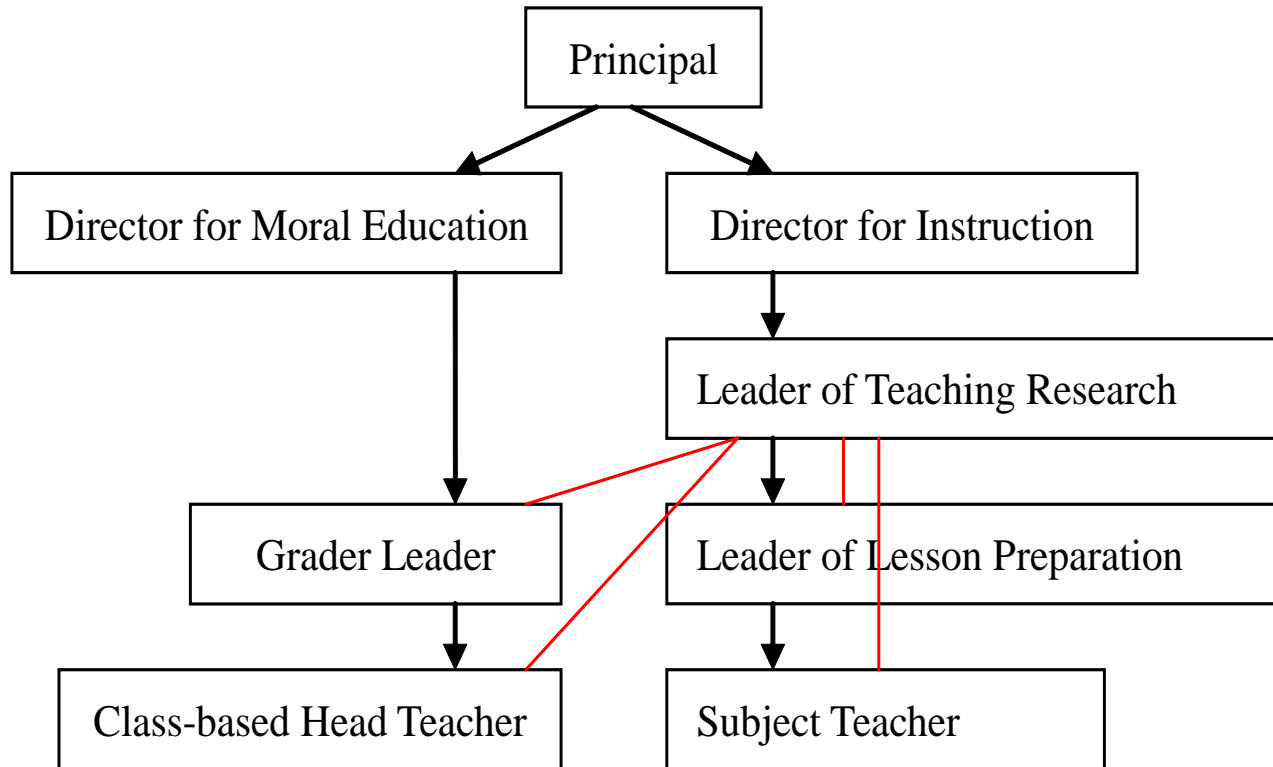 Principal
Director for Moral Education
Director for Instruction
Leader of Teaching Research
Grader Leader
Leader of Lesson Preparation
Class-based Head Teacher
Subject Teacher